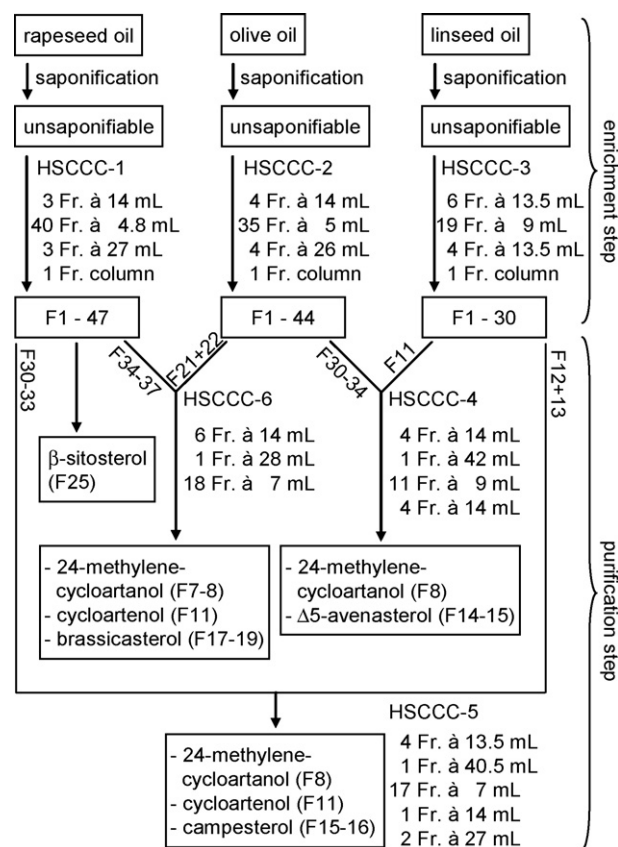 rapeseed oil
olive oil
linseed oil
saponification
saponification
saponification
unsaponifiable
unsaponifiable
unsaponifiable
enrichment step
HSCCC-1
3 Fr. à 14 mL
40 Fr. à 4.8 mL
3 Fr. à 27 mL
1 Fr. column
HSCCC-2
4 Fr. à 14 mL
35 Fr. à 5 mL
4 Fr. à 26 mL
1 Fr. column
HSCCC-3
6 Fr. à 13.5 mL
19 Fr. à 9 mL
4 Fr. à 13.5 mL
1 Fr. column
F1 - 47
F1 - 44
F1 - 30
F30-33
F34-37
F21+22
F30-34
F11
F12+13
β-sitosterol
(F25)
HSCCC-6
6 Fr. à 14 mL
1 Fr. à 28 mL
18 Fr. à 7 mL
HSCCC-4
4 Fr. à 14 mL
1 Fr. à 42 mL
11 Fr. à 9 mL
4 Fr. à 14 mL
- 24-methylene-
cycloartanol (F7-8)
- cycloartenol (F11)
- brassicasterol (F17-19)
- 24-methylene-
cycloartanol (F8)
- Δ5-avenasterol (F14-15)
purification step
HSCCC-5
4 Fr. à 13.5 mL
1 Fr. à 40.5 mL
17 Fr. à 7 mL
1 Fr. à 14 mL
2 Fr. à 27 mL
- 24-methylene-
cycloartanol (F8)
- cycloartenol (F11)
- campesterol (F15-16)